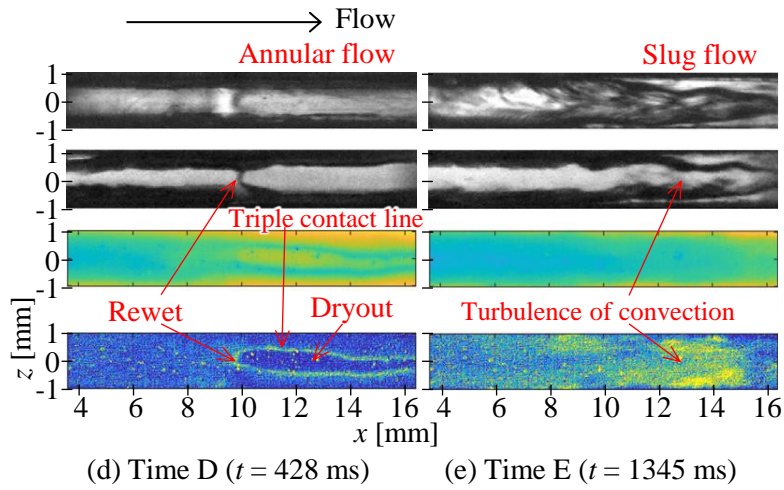 Flow
Annular flow
Slug flow
1
0
-1
1
0
-1
Triple contact line
1
0
-1
Rewet
Dryout
Turbulence of convection
z [mm]
1
0
-1
4 6 8 10 12 14 16 4 6 8 10 12 14 16
x [mm]
(d) Time D (t = 428 ms)
(e) Time E (t = 1345 ms)